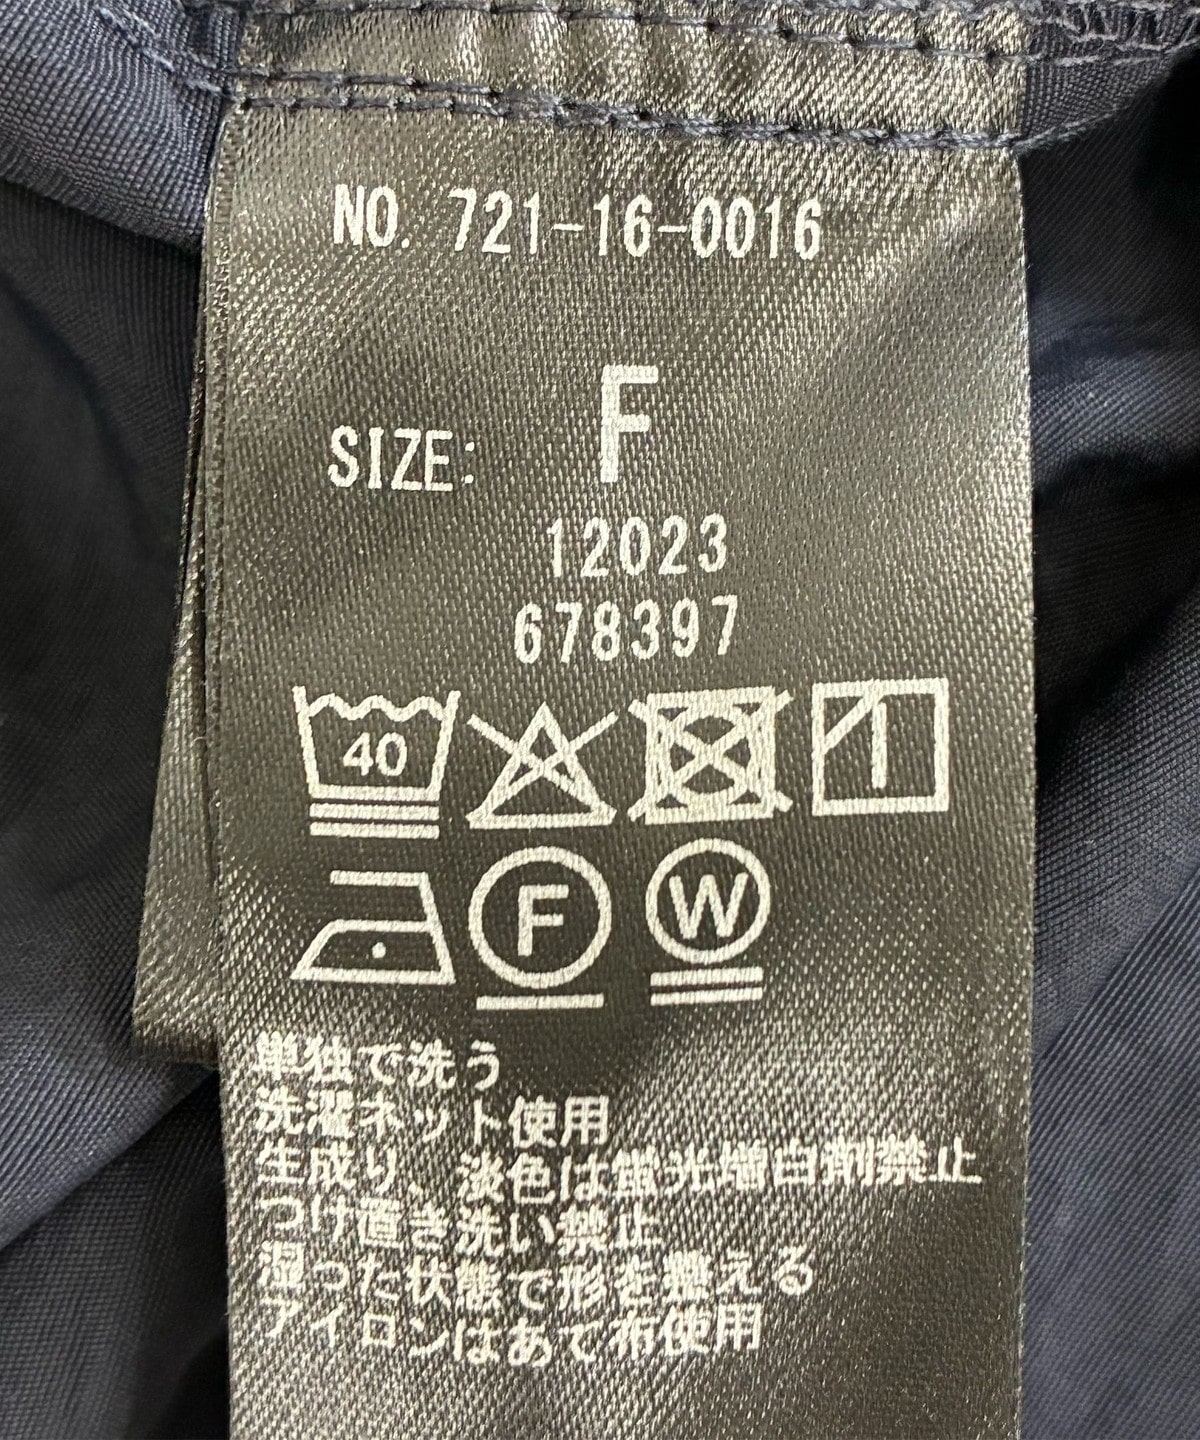 NO. 721-16-0016
SIZE: F
12023
678397
40
F
W
単独で洗う
洗濯ネット使用
生成り、淡色は蛍光増白剤禁止
つけ置き洗い禁止
湿った状態で形を整える
アイロンはあて布使用